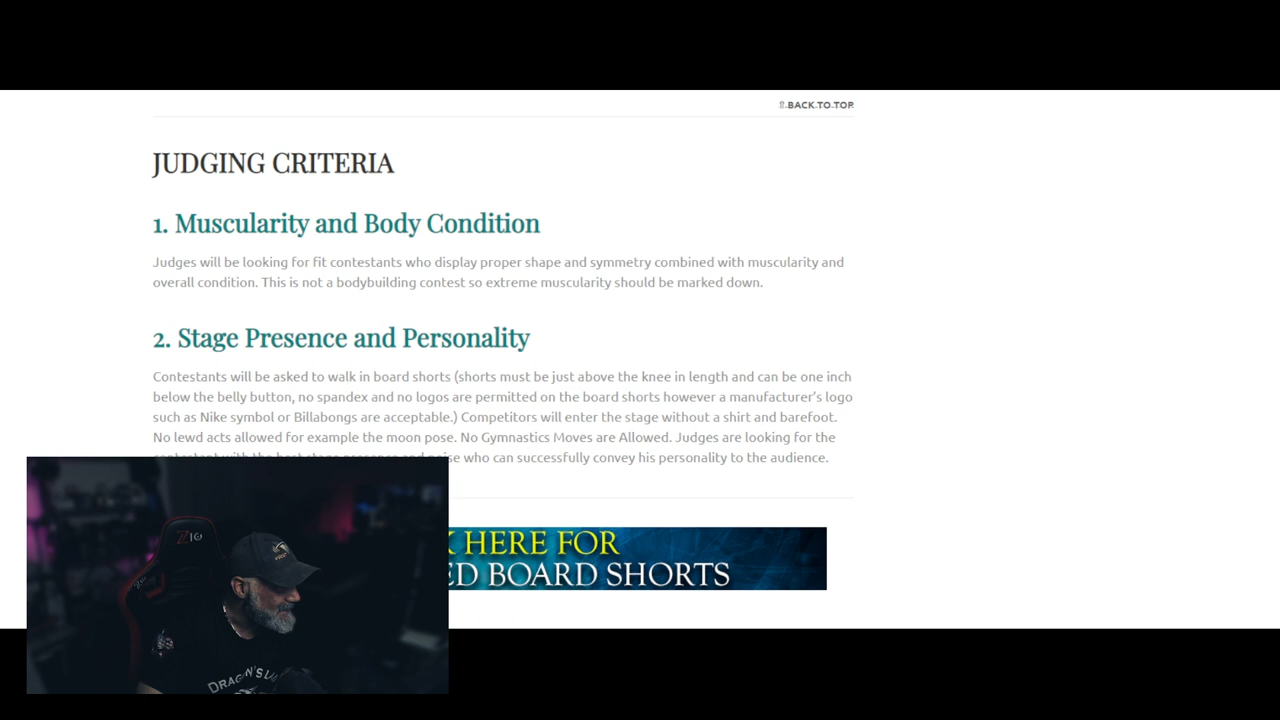 BACK TO TOP
JUDGING CRITERIA
1. Muscularity and Body Condition
Judges will be looking for fit contestants who display proper shape and symmetry combined with muscularity and
overall condition. This is not a bodybuilding contest so extreme muscularity should be marked down.
2. Stage Presence and Personality
Contestants will be asked to walk in board shorts (shorts must be just above the knee in length and can be one inch
below the belly button, no spandex and no logos are permitted on the board shorts however a manufacturer's logo
such as Nike symbol or Billabongs are acceptable.) Competitors will enter the stage without a shirt and barefoot.
No lewd acts allowed for example the moon pose. No Gymnastics Moves are Allowed. Judges are looking for the
who can successfully convey his personality to the audience.
HERE FOR
BOARD SHORTS
DRAGON'S